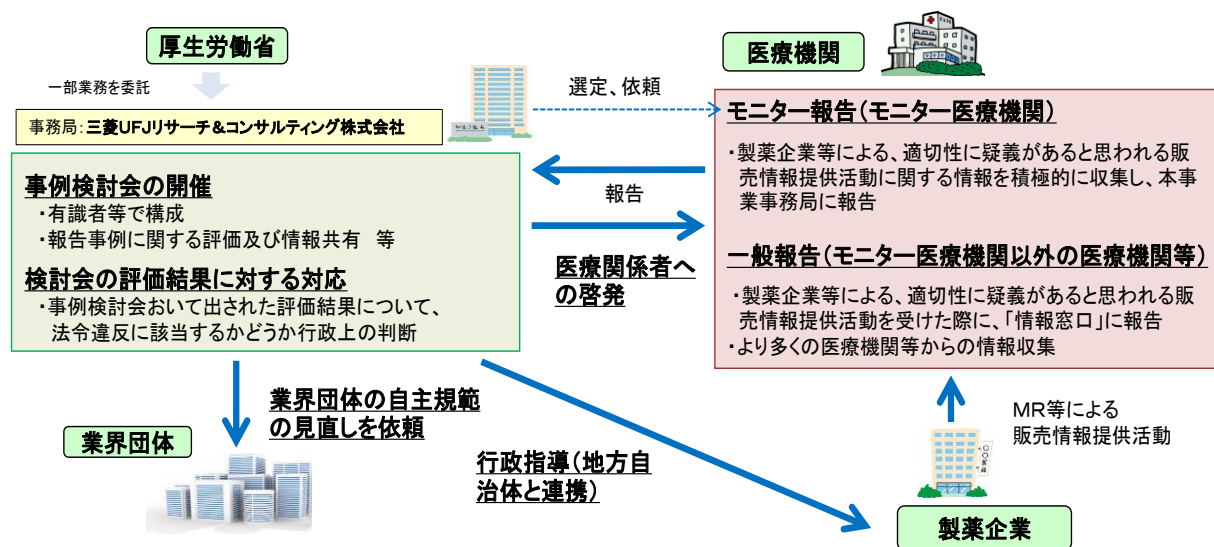 厚生労働省
一部業務を委託
事務局：三菱UFJリサーチ＆コンサルティング株式会社
事例検討会の開催
・有識者等で構成
・報告事例に関する評価及び情報共有　等
検討会の評価結果に対する対応
・事例検討会おいて出された評価結果について、
法令違反に該当するかどうか行政上の判断
選定、依頼
報告
医療関係者へ
の啓発
医療機関
モニター報告（モニター医療機関）
・製薬企業等による、適切性に疑義があると思われる販
売情報提供活動に関する情報を積極的に収集し、本事
業事務局に報告
一般報告（モニター医療機関以外の医療機関等）
・製薬企業等による、適切性に疑義があると思われる販
売情報提供活動を受けた際に、「情報窓口」に報告
・より多くの医療機関等からの情報収集
業界団体の自主規範
の見直しを依頼
業界団体
行政指導（地方自
治体と連携）
MR等による
販売情報提供活動
製薬企業